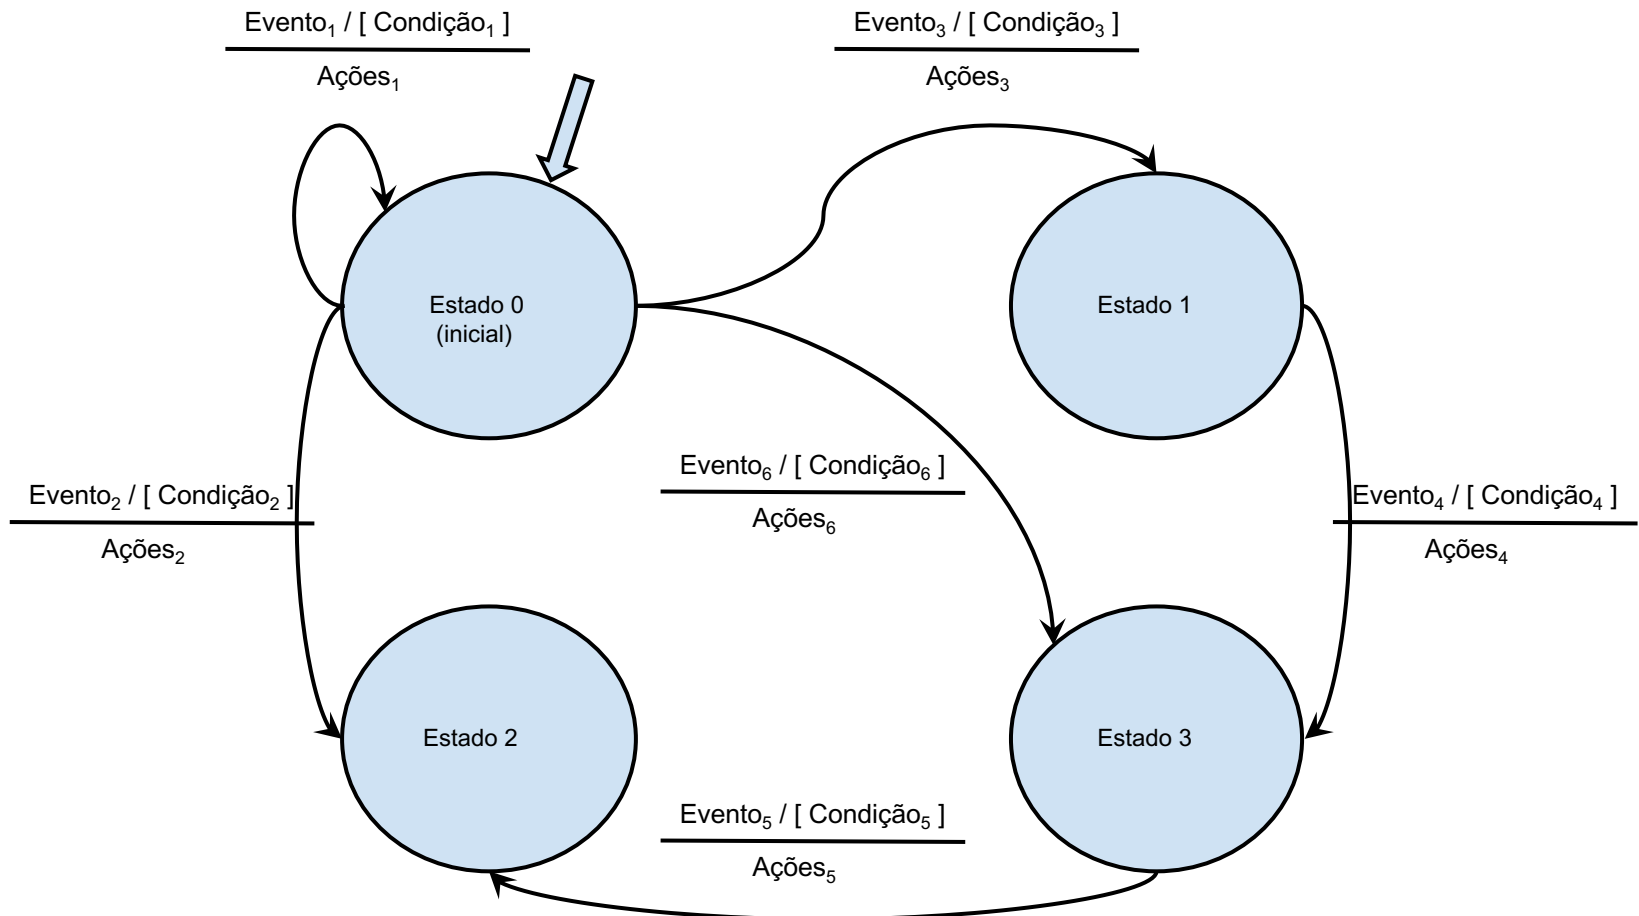 Evento₁ / [ Condição₁ ]
Ações₁
Evento₃ / [ Condição₃ ]
Ações₃
Estado 0
(inicial)
Estado 1
Evento₂ / [ Condição₂ ]
Ações₂
Evento₆ / [ Condição₆ ]
Ações₆
Evento₄ / [ Condição₄ ]
Ações₄
Estado 2
Estado 3
Evento₅ / [ Condição₅ ]
Ações₅